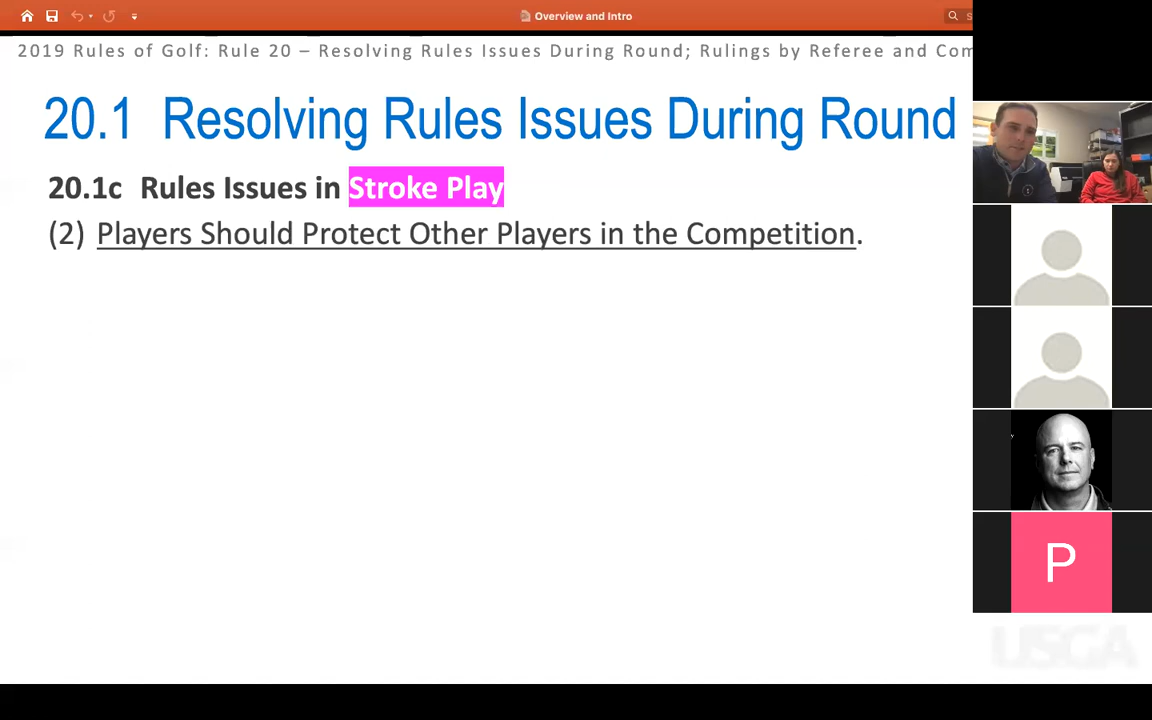 Overview and Intro
S
2019 Rules of Golf: Rule 20 – Resolving Rules Issues During Round; Rulings by Referee and Com
20.1 Resolving Rules Issues During Round
20.1c Rules Issues in Stroke Play
(2) Players Should Protect Other Players in the Competition.
P
USGA